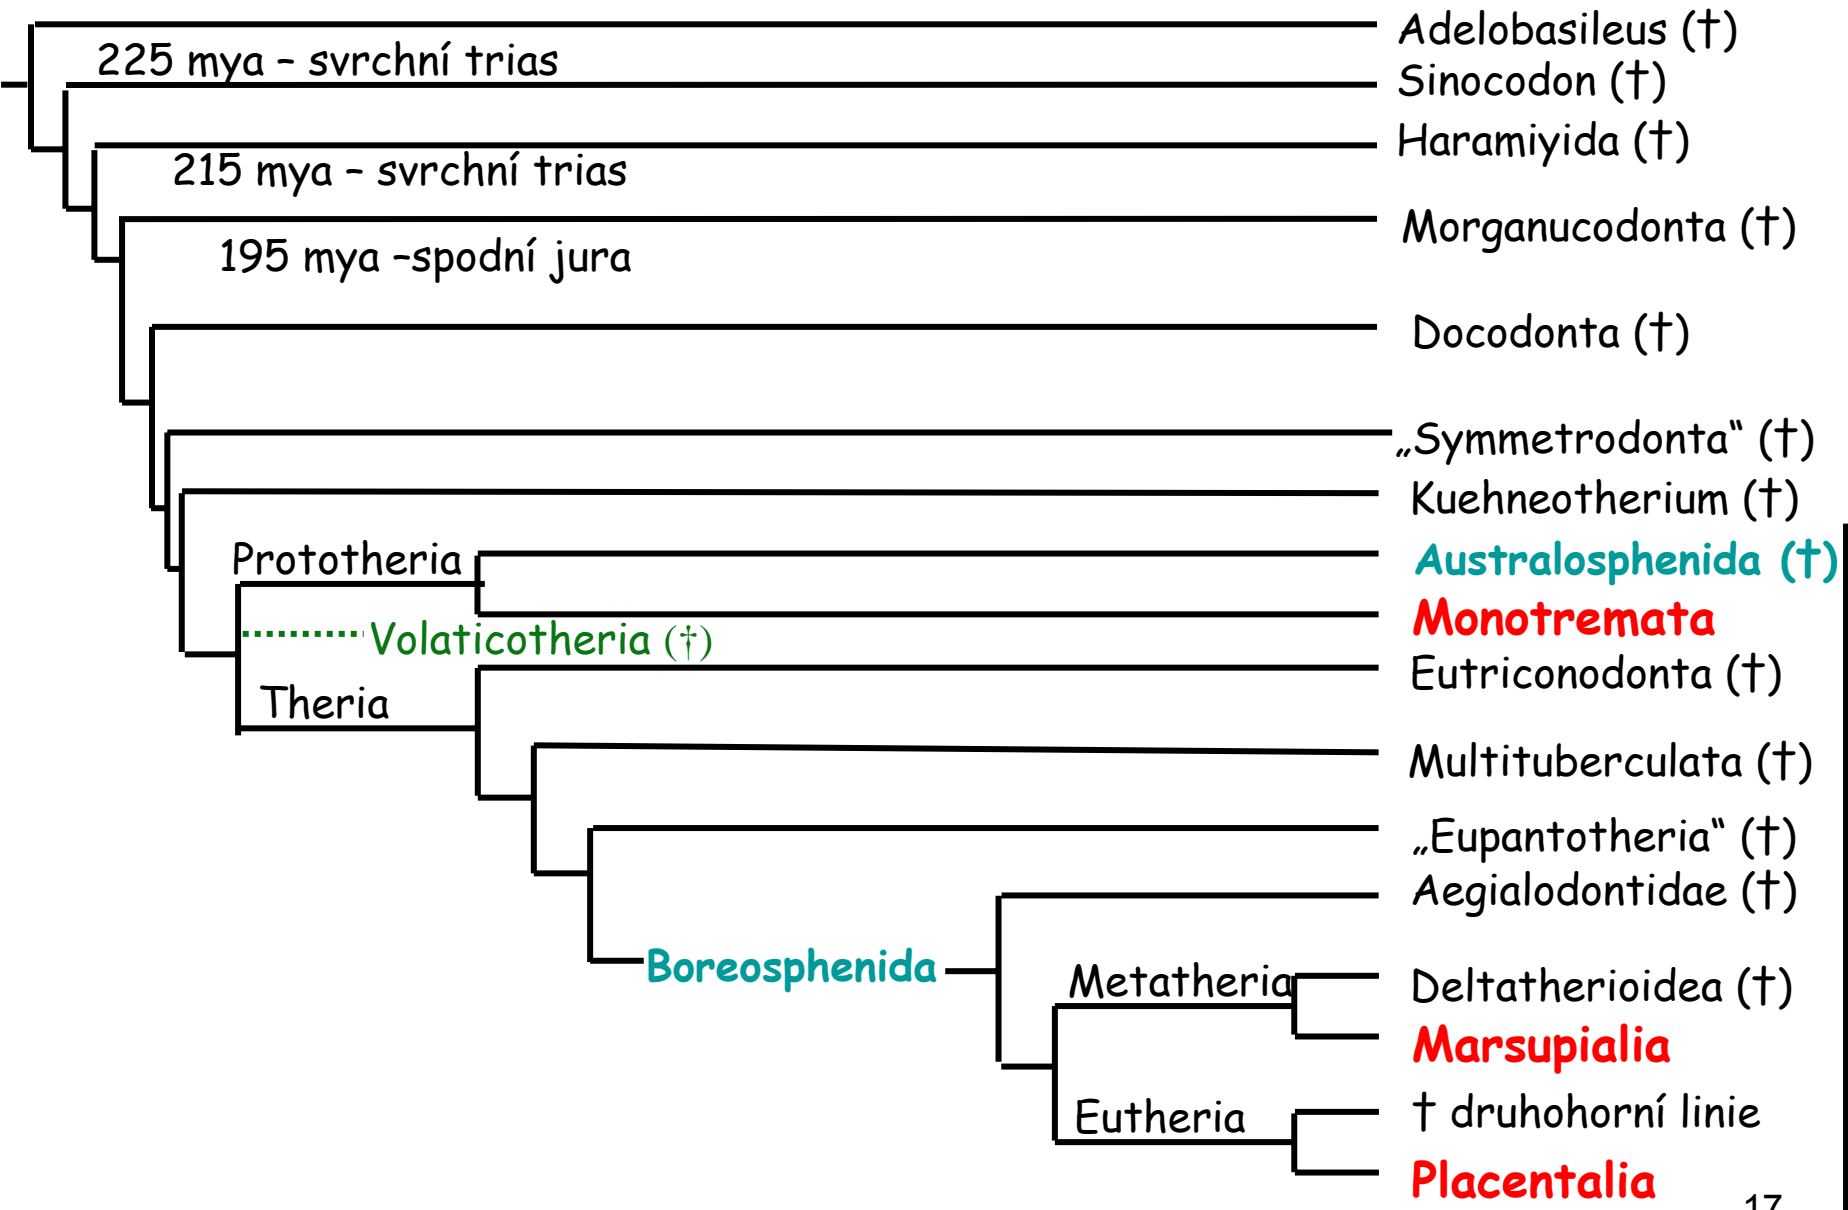 Adelobasileus (†)
225 mya – svrchní trias
Sinocodon (†)
Haramiyida (†)
215 mya – svrchní trias
Morganucodonta (†)
195 mya –spodní jura
Docodonta (†)
„Symmetrodonta“ (†)
Kuehneotherium (†)
Prototheria
Australosphenida (†)
Monotremata
Volaticotheria (†)
Eutriconodonta (†)
Theria
Multituberculata (†)
„Eupantotheria“ (†)
Aegialodontidae (†)
Boreosphenida
Metatheria
Deltatherioidea (†)
Marsupialia
Eutheria
† druhohorní linie
Placentalia
17